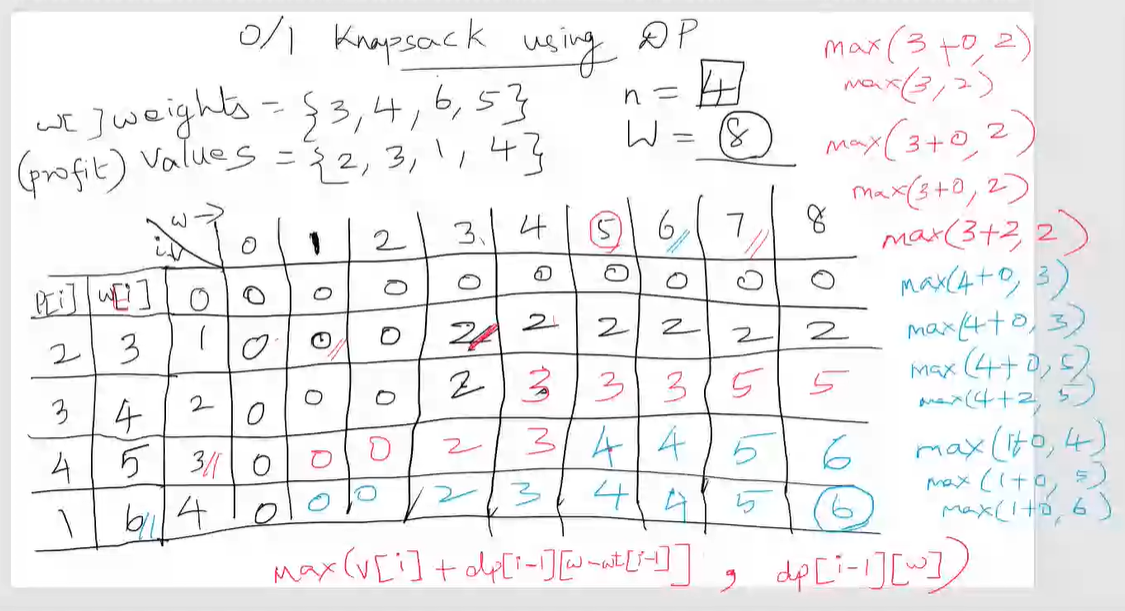 0/1 Knapsack using DP
w[ ] weights = {3, 4, 6, 5}
(profit) values = {2, 3, 1, 4}
n = 4
W = 8
max(3+0, 2)
max(3, 2)
max(3+0, 2)
max(3+0, 2)
max(3+2, 2)
max(4+0, 3)
max(4+0, 3)
max(4+0, 5)
max(4+2, 5)
max(1+0, 4)
max(1+0, 5)
max(1+0, 6)
w→
i↓ 0 1 2 3 4 5 6 7 8
P[i] w[i] 0 0 0 0 0 0 0 0 0 0
2 3 1 0 0 0 2 2 2 2 2 2
3 4 2 0 0 0 2 3 3 3 5 5
4 5 3 0 0 0 2 3 4 4 5 6
1 6 4 0 0 0 2 3 4 4 5 6
max(v[i] + dp[i-1][w-wt[i-1]] , dp[i-1][w])